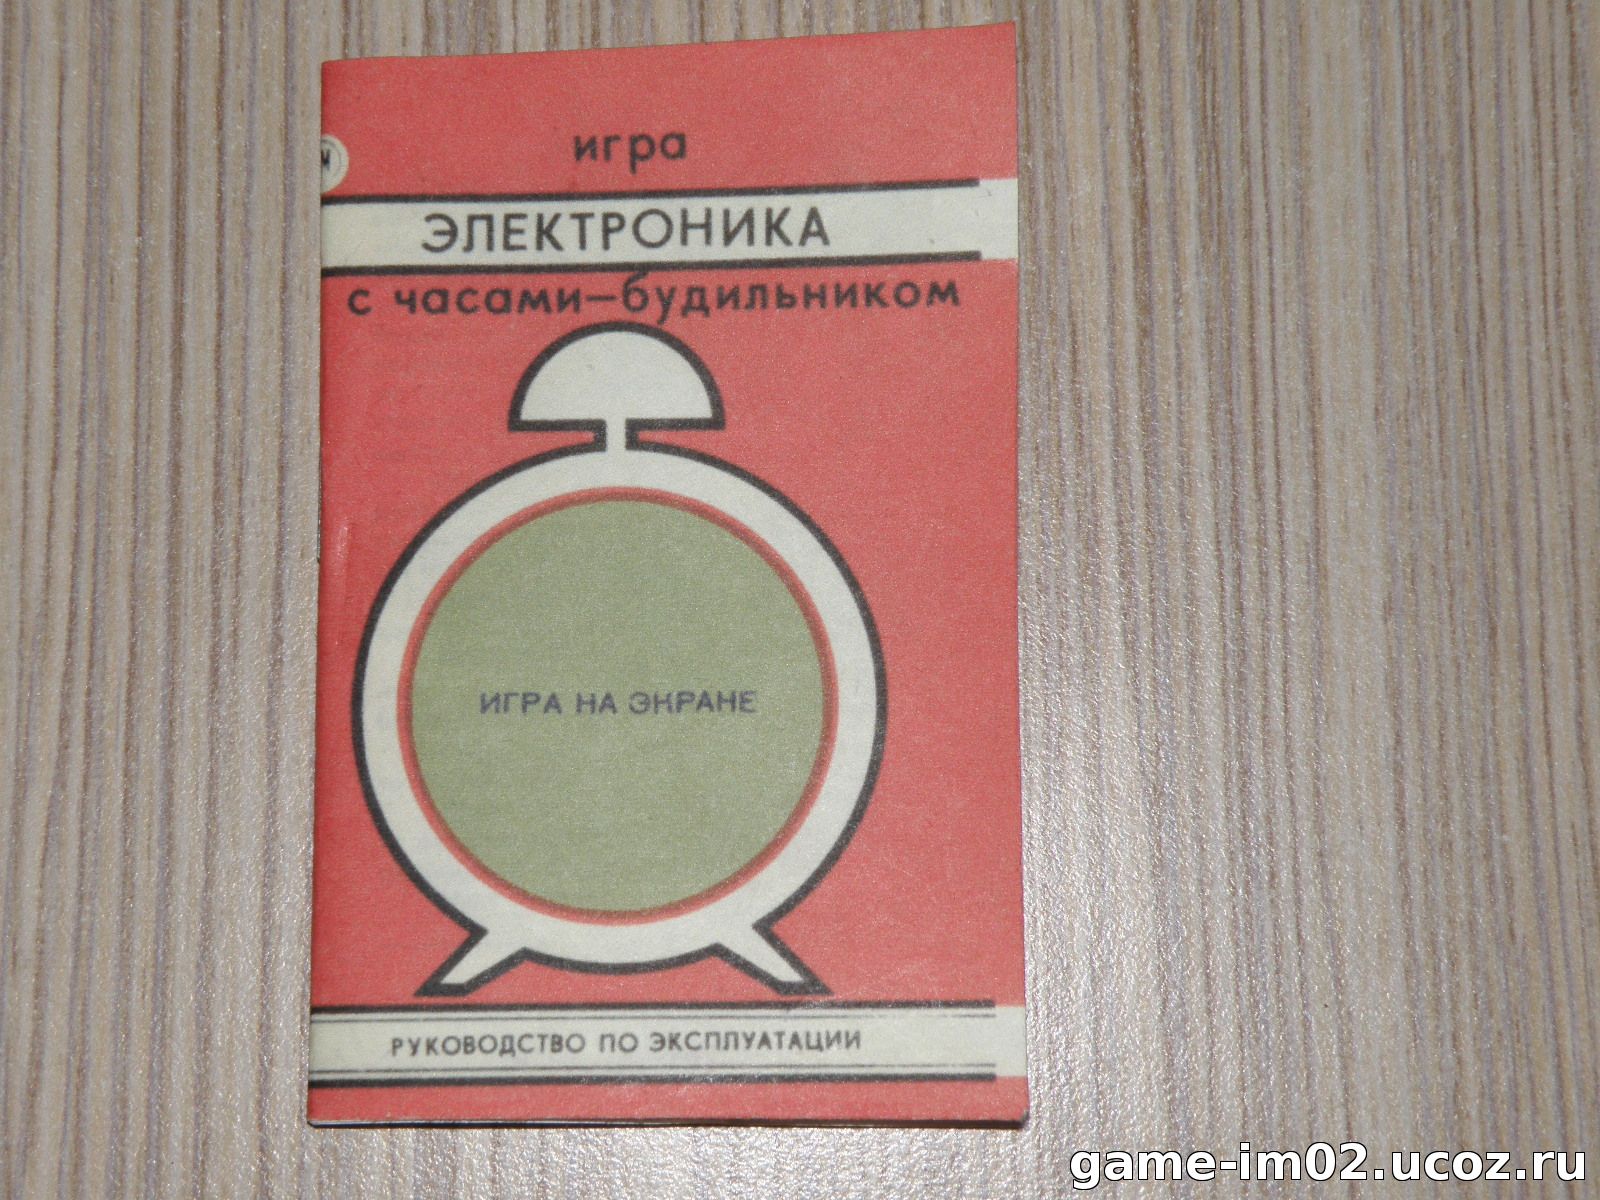 игра
ЭЛЕКТРОНИКА
с часами-будильником
ИГРА НА ЭКРАНЕ
РУКОВОДСТВО ПО ЭКСПЛУАТАЦИИ
game-im02.ucoz.ru